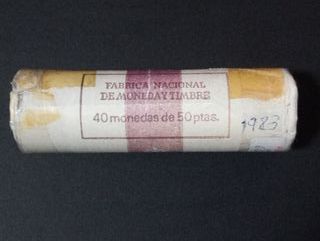 FABRICA NACIONAL
DE MONEDA Y TIMBRE
40 monedas de 50 ptas.
1983